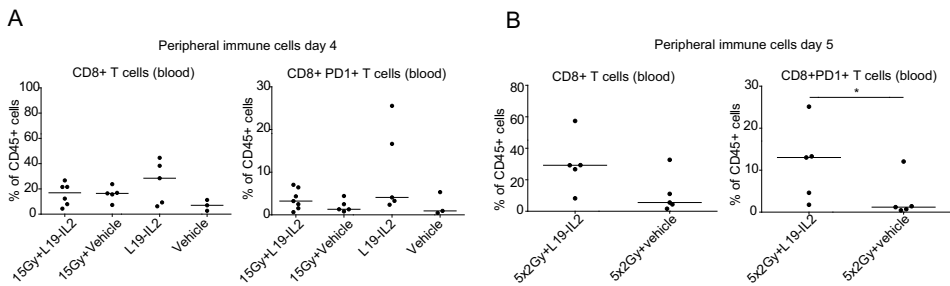 A
Peripheral immune cells day 4
CD8+ T cells (blood)
% of CD45+ cells
100
80
60
40
20
0
15Gy+L19-IL2
15Gy+Vehicle
L19-IL2
Vehicle
CD8+ PD1+ T cells (blood)
% of CD45+ cells
30
20
10
0
15Gy+L19-IL2
15Gy+Vehicle
L19-IL2
Vehicle
B
Peripheral immune cells day 5
CD8+ T cells (blood)
% of CD45+ cells
80
60
40
20
0
5x2Gy+L19-IL2
5x2Gy+vehicle
CD8+PD1+ T cells (blood)
% of CD45+ cells
30
20
10
0
*
5x2Gy+L19-IL2
5x2Gy+vehicle